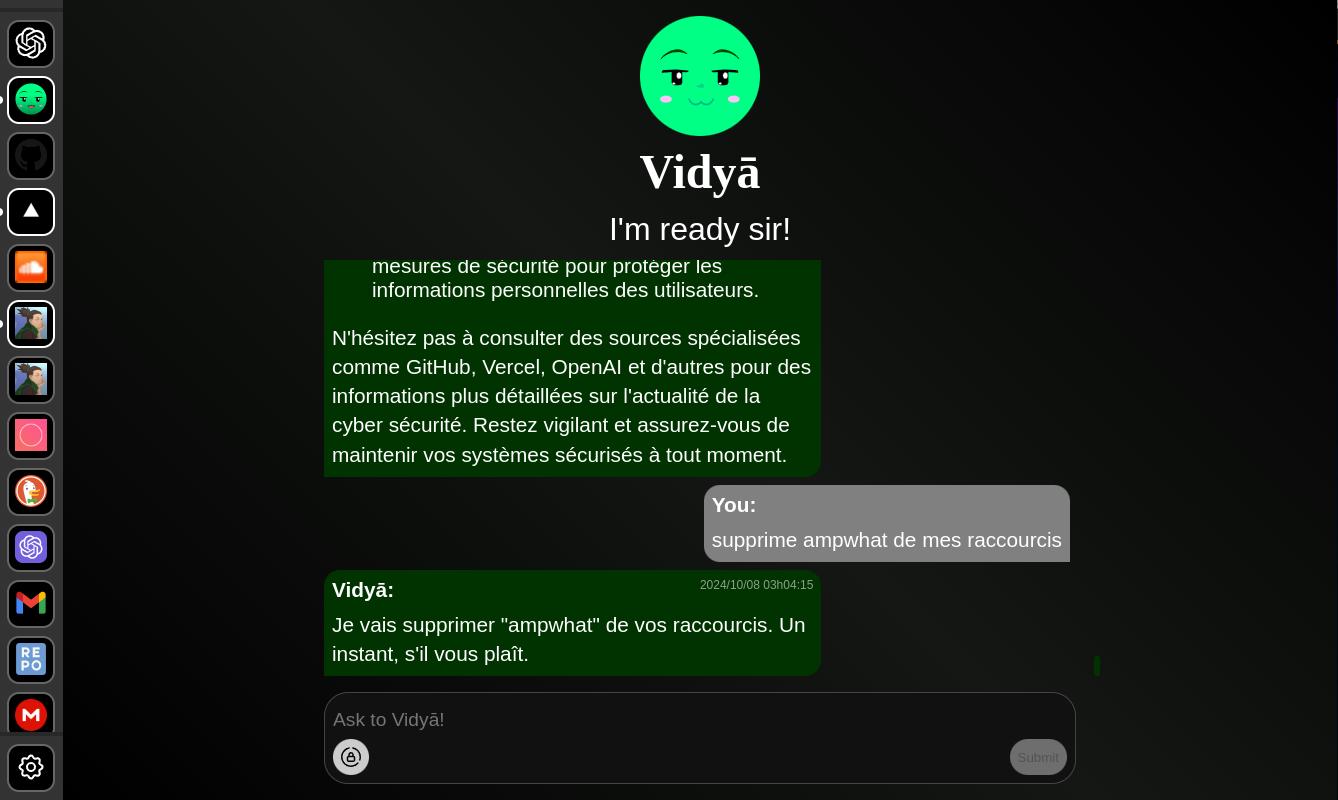 Vidyā
I'm ready sir!
mesures de sécurité pour protéger les
informations personnelles des utilisateurs.
N'hésitez pas à consulter des sources spécialisées
comme GitHub, Vercel, OpenAI et d'autres pour des
informations plus détaillées sur l'actualité de la
cyber sécurité. Restez vigilant et assurez-vous de
maintenir vos systèmes sécurisés à tout moment.
You:
supprime ampwhat de mes raccourcis
Vidyā:
2024/10/08 03h04:15
Je vais supprimer "ampwhat" de vos raccourcis. Un
instant, s'il vous plaît.
RE
PO
Ask to Vidyā!
Submit